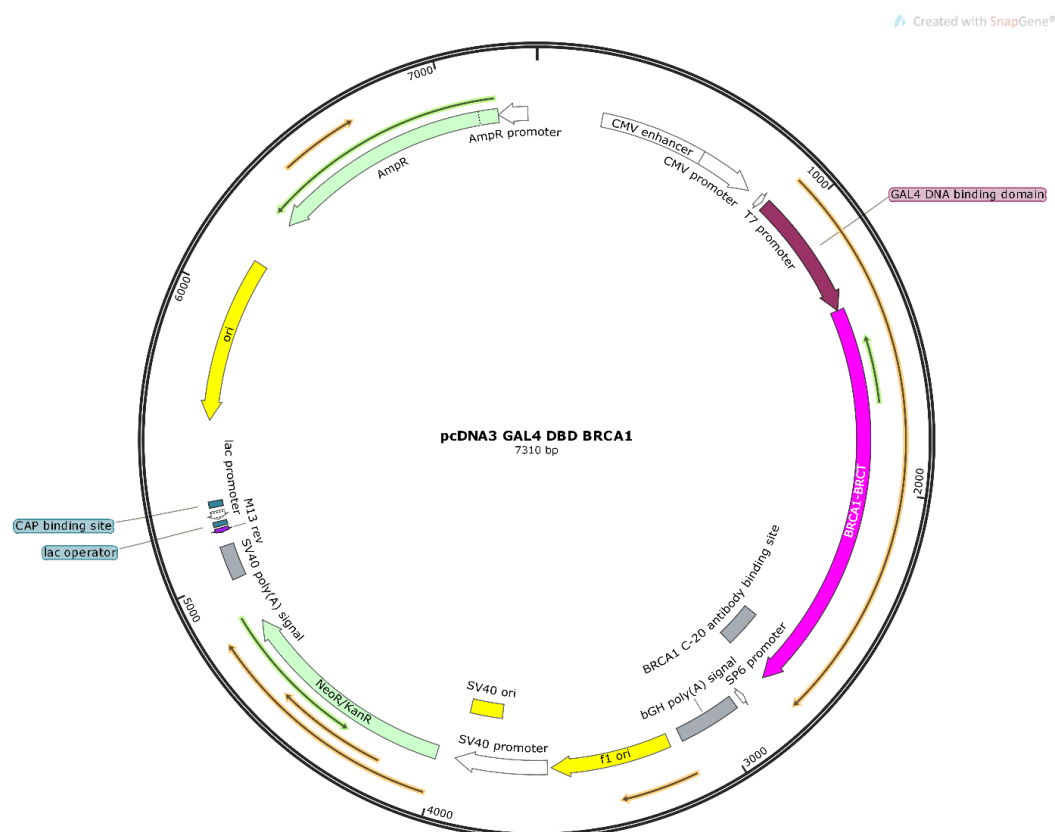 Created with SnapGene®
7000
AmpR promoter
AmpR
CMV enhancer
CMV promoter
1000
GAL4 DNA binding domain
T7 promoter
6000
ori
pcDNA3 GAL4 DBD BRCA1
7310 bp
2000
BRCA1-BRCT
lac promoter
CAP binding site
M13 rev
lac operator
SV40 poly(A) signal
5000
BRCA1 C-20 antibody binding site
SP6 promoter
bGH poly(A) signal
NeoR/KanR
SV40 ori
SV40 promoter
f1 ori
3000
4000